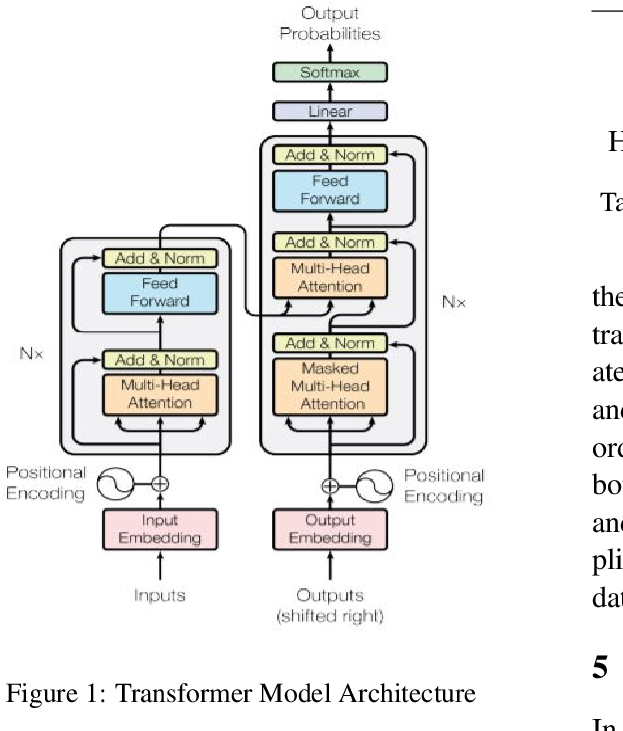 Output
Probabilities
Softmax
Linear
Add & Norm
Feed
Forward
Add & Norm
Multi-Head
Attention
Nx
Add & Norm
Masked
Multi-Head
Attention
Add & Norm
Feed
Forward
Nx
Add & Norm
Multi-Head
Attention
Positional
Encoding
Positional
Encoding
Input
Embedding
Output
Embedding
Inputs
Outputs
(shifted right)
Figure 1: Transformer Model Architecture
H
Ta
the
tra
ate
and
ord
bot
and
pli
dat
5
In